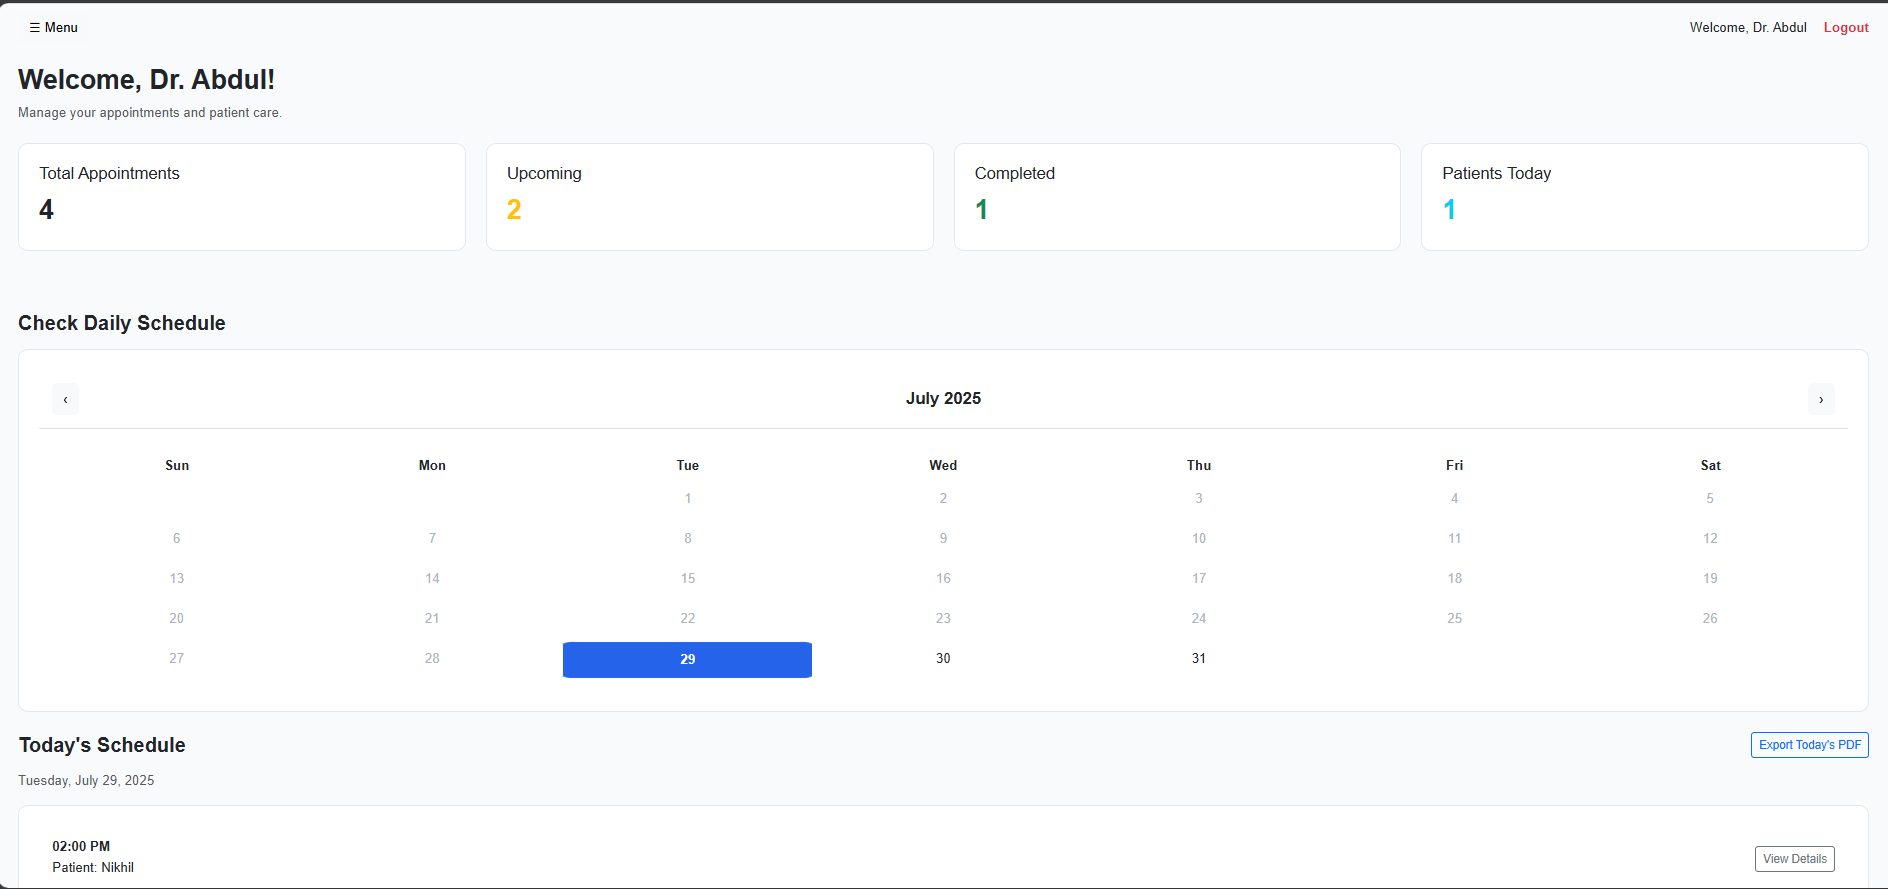 ☰ Menu
Welcome, Dr. Abdul Logout
Welcome, Dr. Abdul!
Manage your appointments and patient care.
Total Appointments
4
Upcoming
2
Completed
1
Patients Today
1
Check Daily Schedule
‹ July 2025 ›
Sun Mon Tue Wed Thu Fri Sat
1 2 3 4 5
6 7 8 9 10 11 12
13 14 15 16 17 18 19
20 21 22 23 24 25 26
27 28 29 30 31
Today's Schedule
Export Today's PDF
Tuesday, July 29, 2025
02:00 PM
Patient: Nikhil
View Details